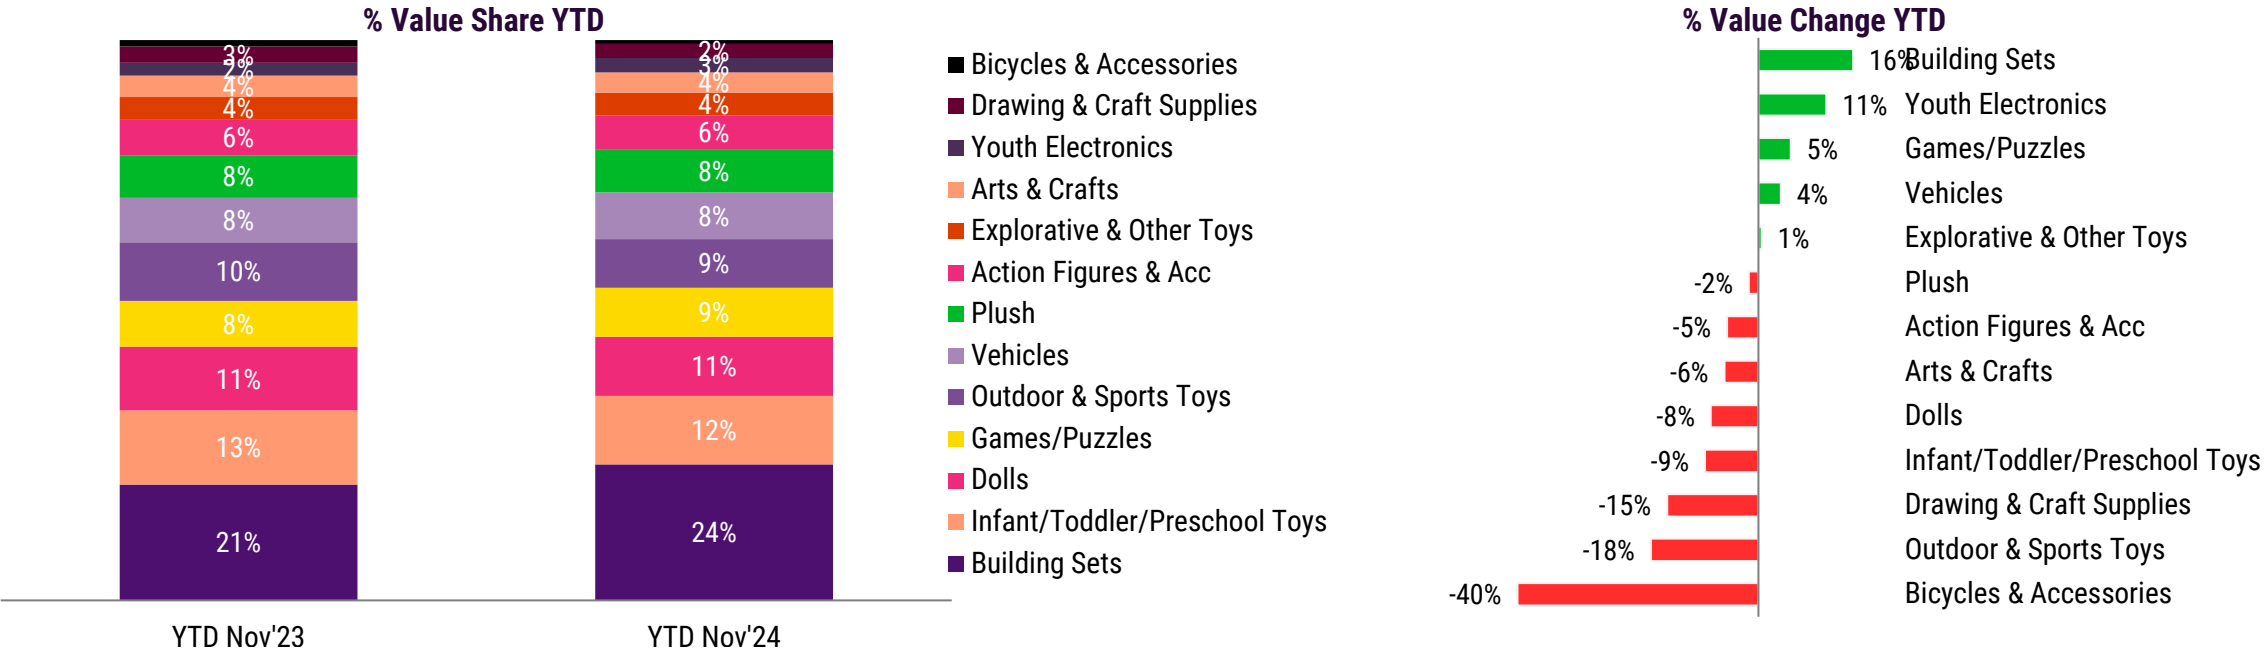 % Value Share YTD
3%
2%
4%
4%
6%
8%
8%
10%
8%
11%
13%
21%
YTD Nov'23
2%
3%
4%
4%
6%
8%
8%
9%
9%
11%
12%
24%
YTD Nov'24
Bicycles & Accessories
Drawing & Craft Supplies
Youth Electronics
Arts & Crafts
Explorative & Other Toys
Action Figures & Acc
Plush
Vehicles
Outdoor & Sports Toys
Games/Puzzles
Dolls
Infant/Toddler/Preschool Toys
Building Sets
% Value Change YTD
16% Building Sets
11% Youth Electronics
5% Games/Puzzles
4% Vehicles
1% Explorative & Other Toys
-2% Plush
-5% Action Figures & Acc
-6% Arts & Crafts
-8% Dolls
-9% Infant/Toddler/Preschool Toys
-15% Drawing & Craft Supplies
-18% Outdoor & Sports Toys
-40% Bicycles & Accessories